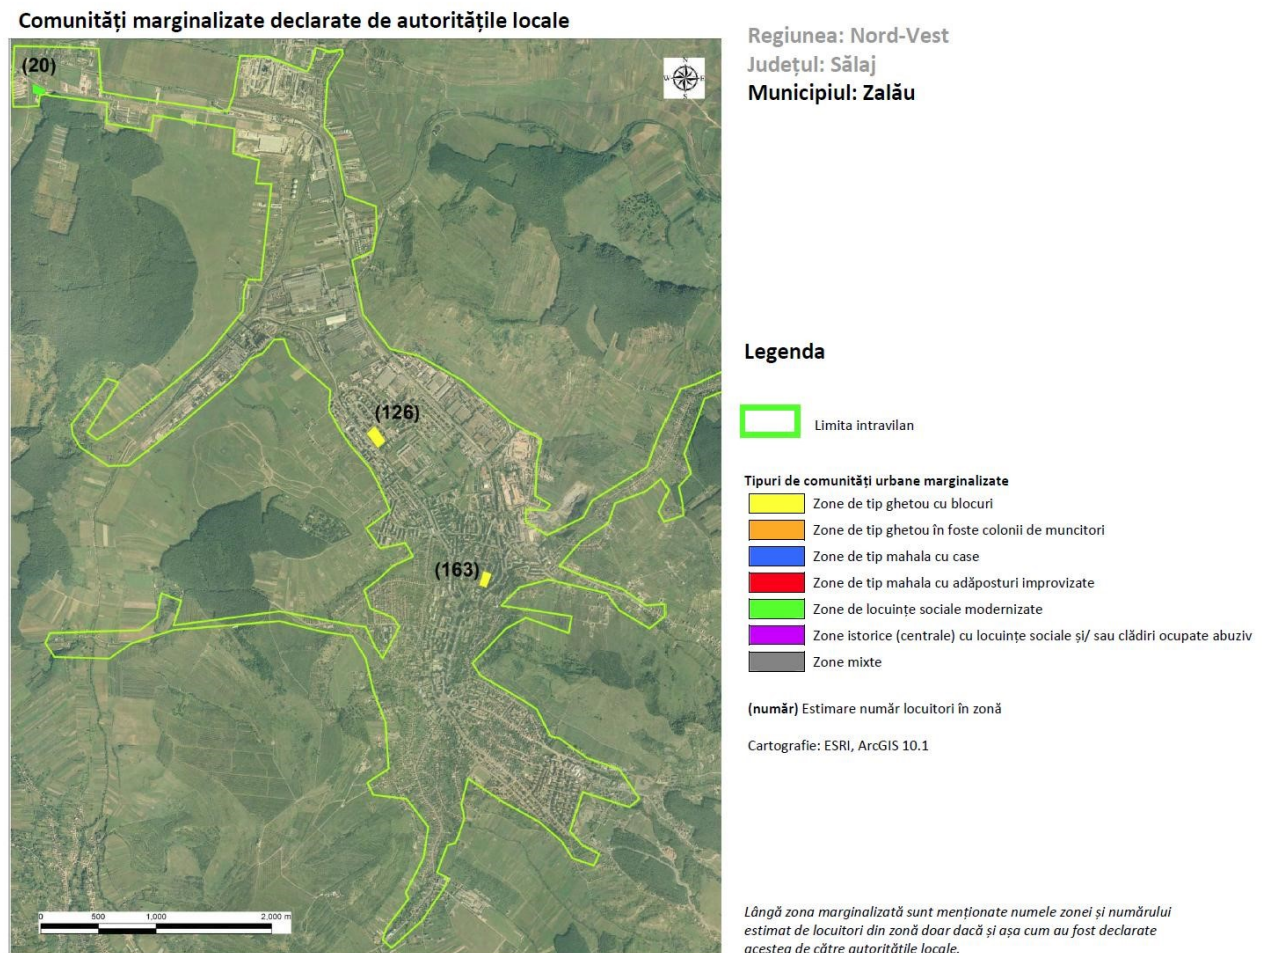 Comunități marginalizate declarate de autoritățile locale
Regiunea: Nord-Vest
Județul: Sălaj
Municipiul: Zalău
(20)
N
W E
S
(126)
(163)
Legenda
Limita intravilan
Tipuri de comunități urbane marginalizate
Zone de tip ghetou cu blocuri
Zone de tip ghetou în foste colonii de muncitori
Zone de tip mahala cu case
Zone de tip mahala cu adăposturi improvizate
Zone de locuințe sociale modernizate
Zone istorice (centrale) cu locuințe sociale și/ sau clădiri ocupate abuziv
Zone mixte
(număr) Estimare număr locuitori în zonă
Cartografie: ESRI, ArcGIS 10.1
0 500 1,000 2,000 m
Lângă zona marginalizată sunt menționate numele zonei și numărului
estimat de locuitori din zonă doar dacă și așa cum au fost declarate
acestea de către autoritățile locale.